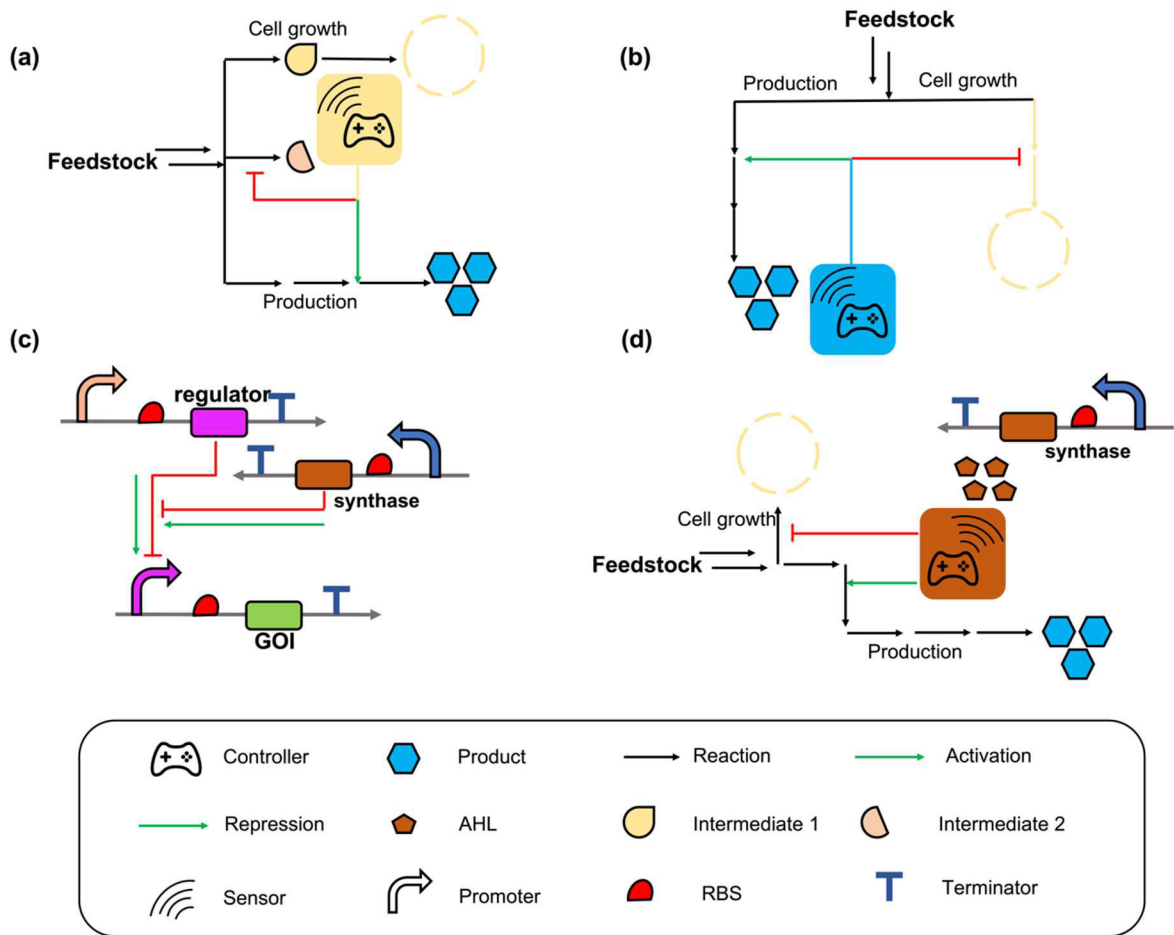 (a)
Cell growth
Feedstock
Production
(b)
Feedstock
Production
Cell growth
(c)
regulator
synthase
GOI
(d)
synthase
Cell growth
Feedstock
Production
Controller
Product
Reaction
Activation
Repression
AHL
Intermediate 1
Intermediate 2
Sensor
Promoter
RBS
Terminator